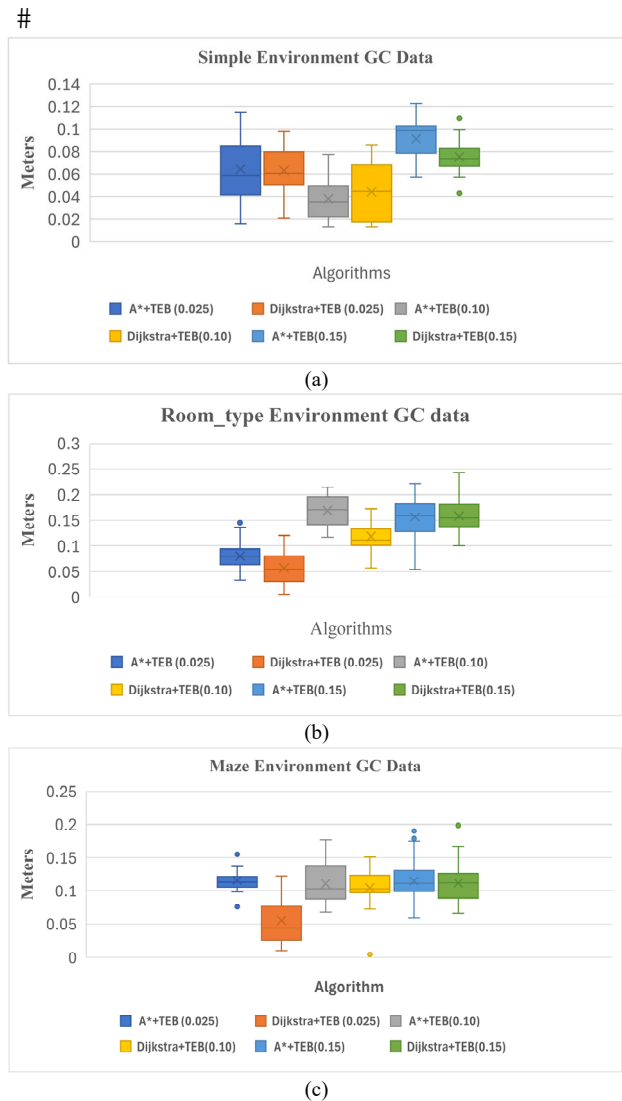 #
Simple Environment GC Data
0.14
0.12
0.1
0.08
0.06
0.04
0.02
0
Meters
Algorithms
A*+TEB (0.025) Dijkstra+TEB (0.025) A*+TEB(0.10)
Dijkstra+TEB(0.10) A*+TEB(0.15) Dijkstra+TEB(0.15)
(a)
Room_type Environment GC data
0.3
0.25
0.2
0.15
0.1
0.05
0
Meters
Algorithms
A*+TEB (0.025) Dijkstra+TEB (0.025) A*+TEB(0.10)
Dijkstra+TEB(0.10) A*+TEB(0.15) Dijkstra+TEB(0.15)
(b)
Maze Environment GC Data
0.25
0.2
0.15
0.1
0.05
0
Meters
Algorithm
A*+TEB (0.025) Dijkstra+TEB (0.025) A*+TEB(0.10)
Dijkstra+TEB(0.10) A*+TEB(0.15) Dijkstra+TEB(0.15)
(c)